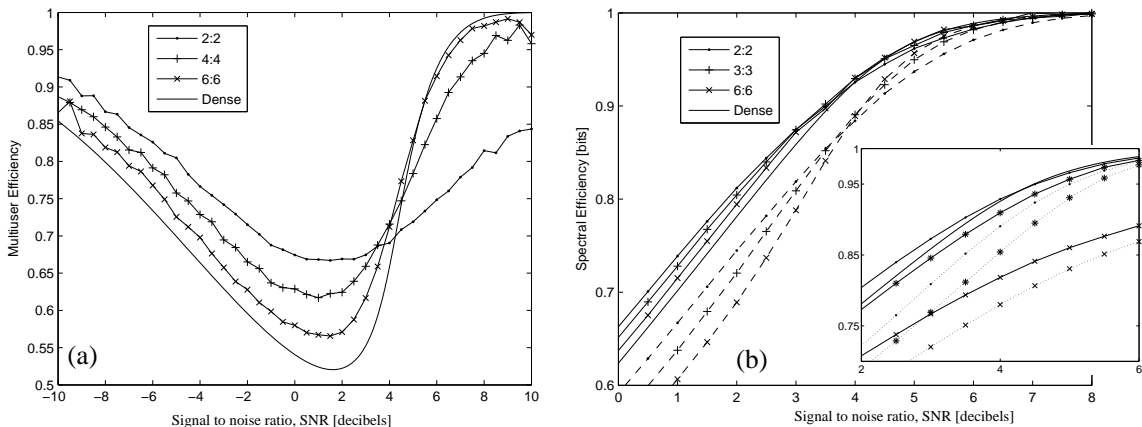 1
0.95
0.9
0.85
0.8
0.75
0.7
0.65
0.6
0.55
0.5
Multiuser Efficiency
2:2
4:4
6:6
Dense
(a)
−10 −8 −6 −4 −2 0 2 4 6 8 10
Signal to noise ratio, SNR [decibels]
1
0.9
0.8
0.7
0.6
Spectral Efficiency [bits]
2:2
3:3
6:6
Dense
(b)
1
0.95
0.85
0.75
2 4 6
0 1 2 3 4 5 6 7 8
Signal to noise ratio, SNR [decibels]